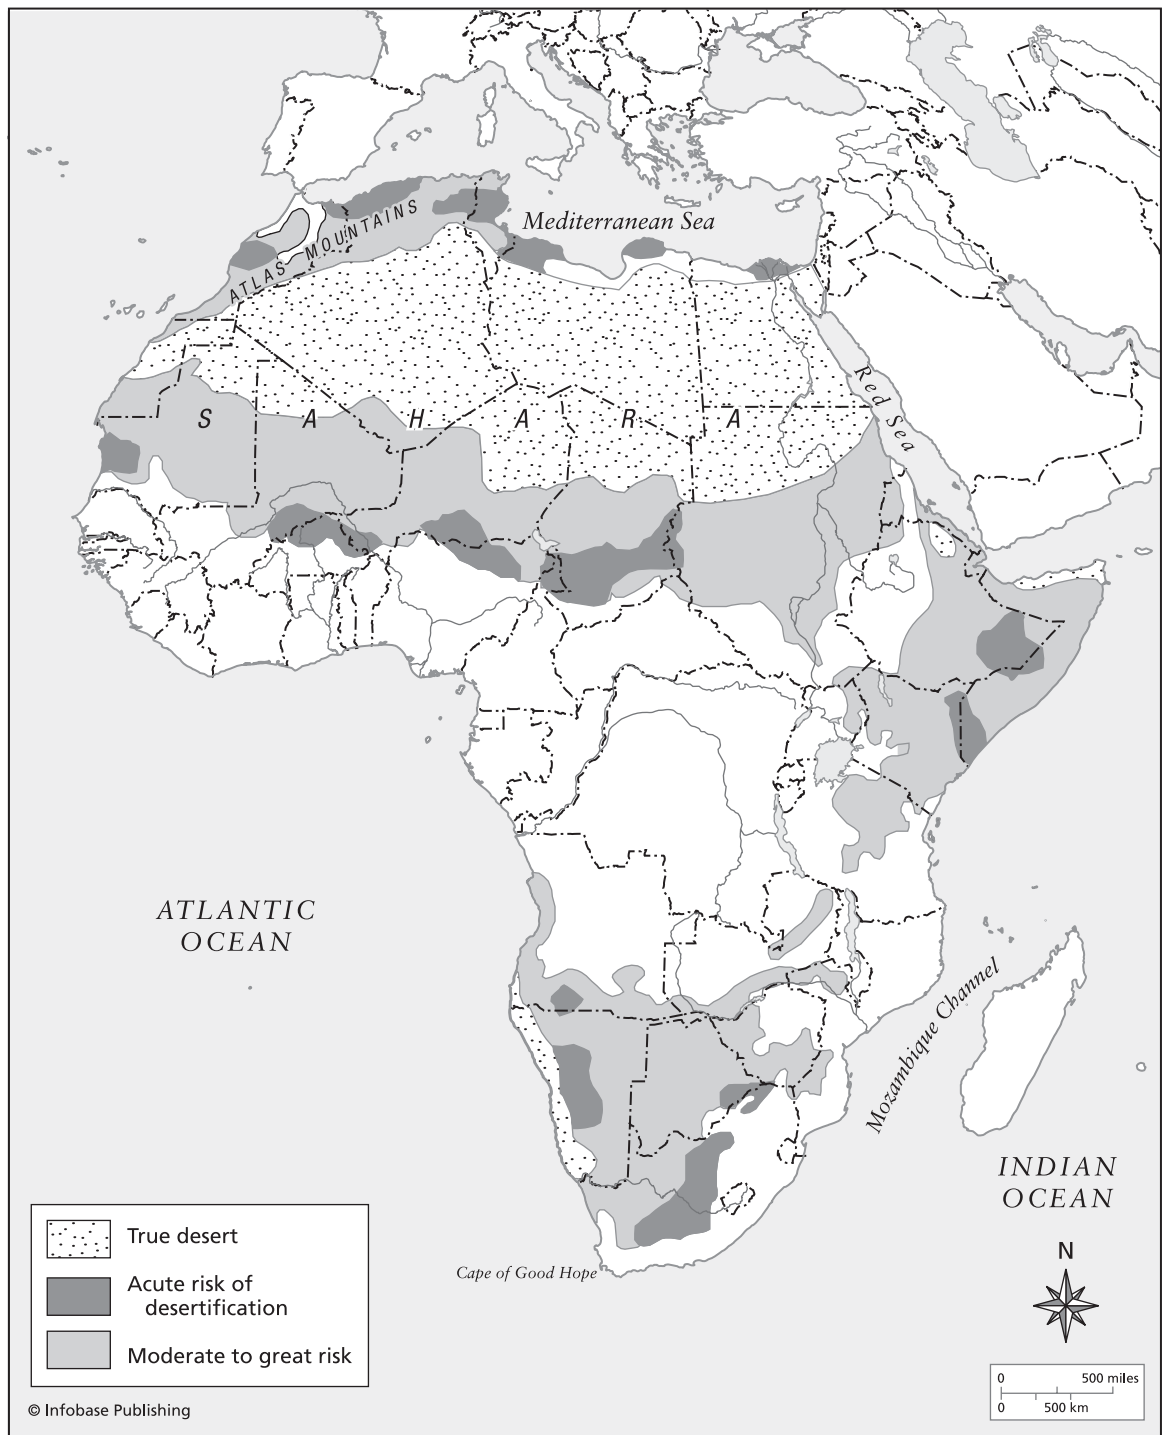 Mediterranean Sea
ATLAS MOUNTAINS
Red Sea
S A H A R A
ATLANTIC
OCEAN
Mozambique Channel
INDIAN
OCEAN
Cape of Good Hope
True desert
Acute risk of
desertification
Moderate to great risk
N
0 500 miles
0 500 km
© Infobase Publishing